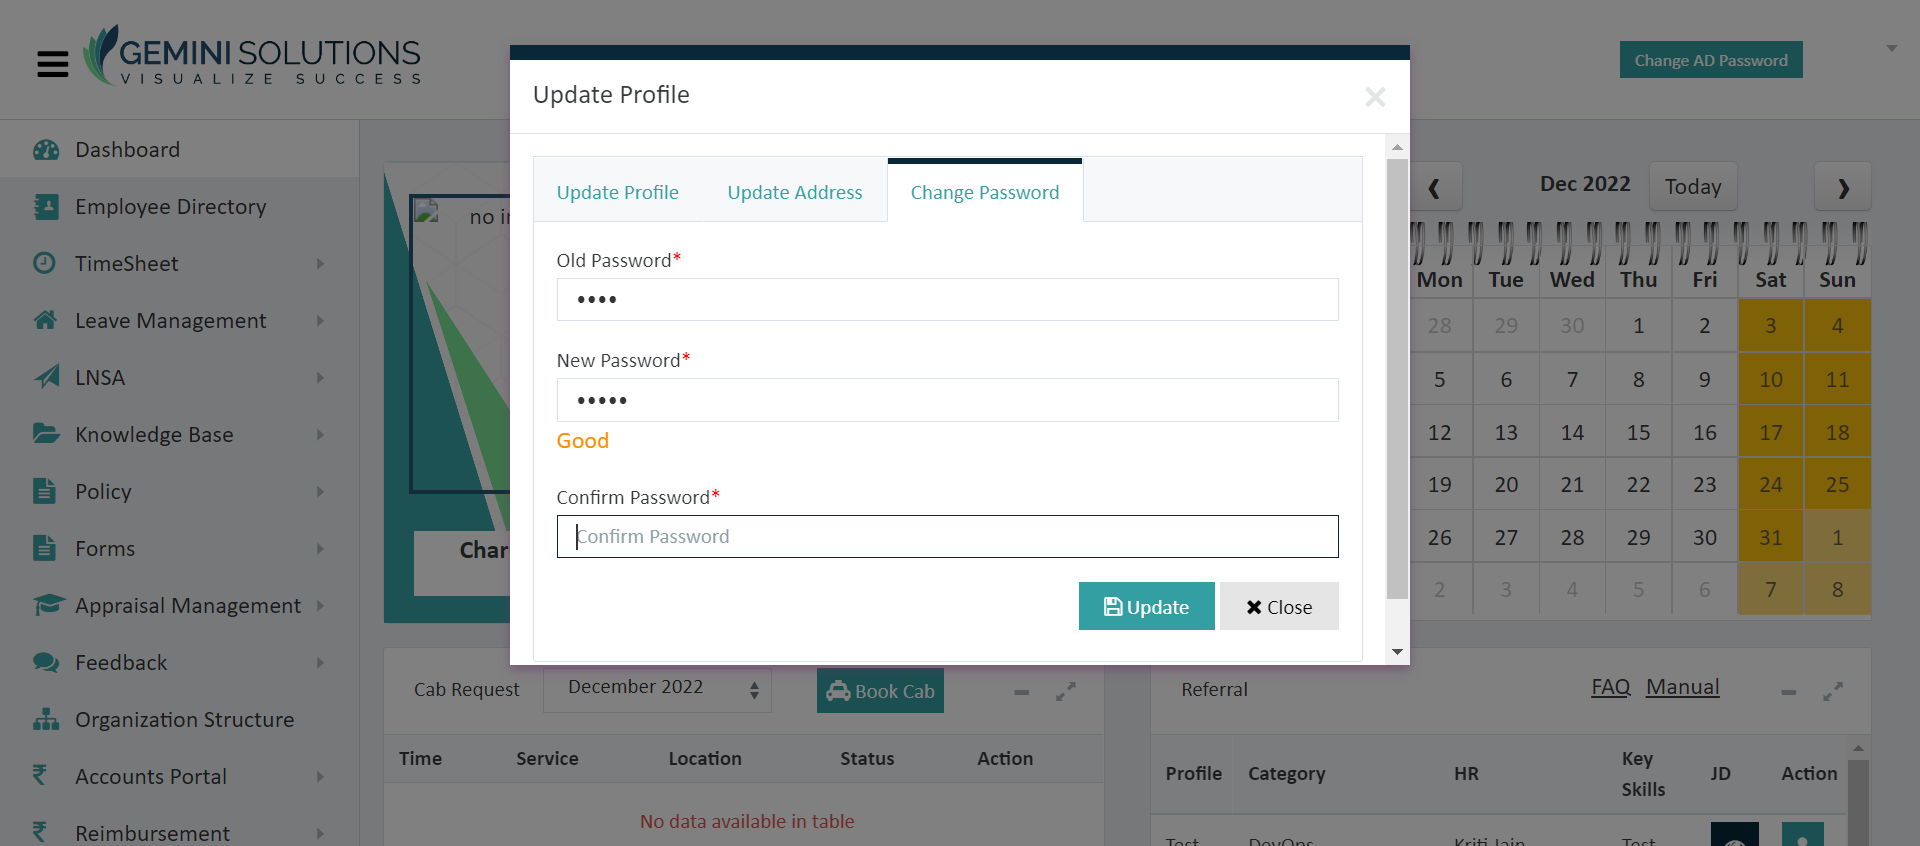 GEMINI SOLUTIONS
VISUALIZE SUCCESS
Change AD Password
Dashboard
Employee Directory
TimeSheet
Leave Management
LNSA
Knowledge Base
Policy
Forms
Appraisal Management
Feedback
Organization Structure
Accounts Portal
Reimbursement
no
Update Profile
Update Profile Update Address Change Password
Old Password*
••••
New Password*
•••••
Good
Confirm Password*
Confirm Password
Update Close
Dec 2022 Today
Mon Tue Wed Thu Fri Sat Sun
28 29 30 1 2 3 4
5 6 7 8 9 10 11
12 13 14 15 16 17 18
19 20 21 22 23 24 25
26 27 28 29 30 31 1
2 3 4 5 6 7 8
Char
Cab Request December 2022 Book Cab
Time Service Location Status Action
No data available in table
Referral FAQ Manual
Profile Category HR Key Skills JD Action
Test DevOps Kriti Jain Test